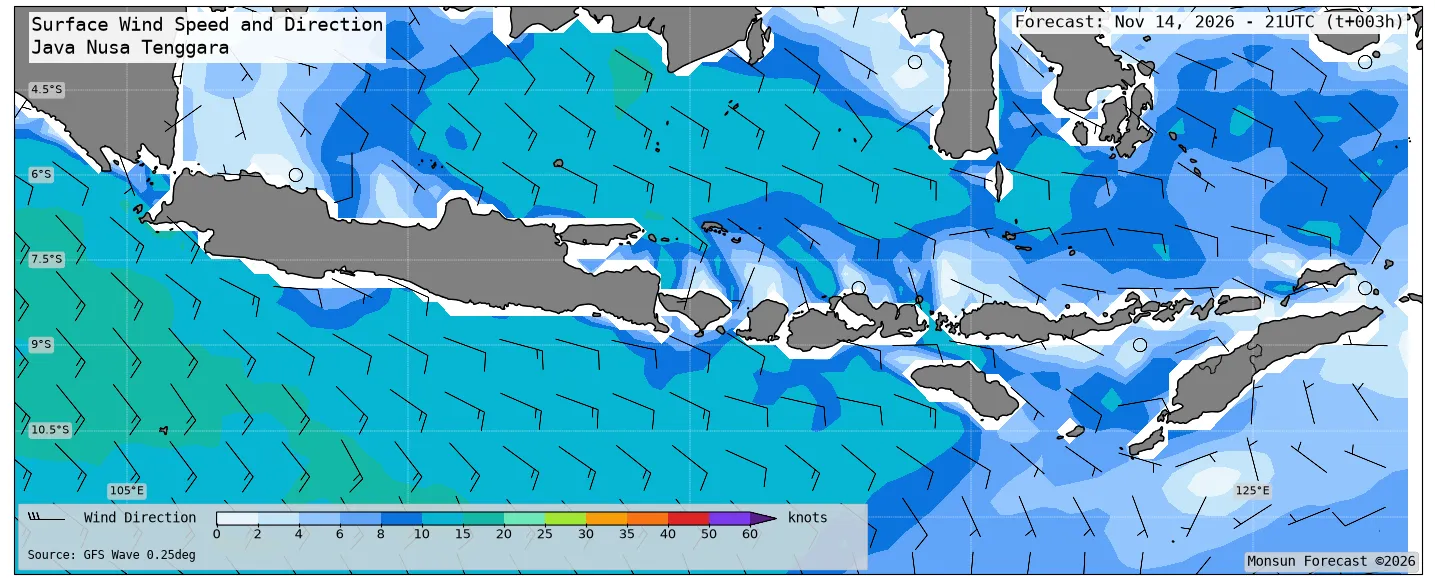 Surface Wind Speed and Direction
Java Nusa Tenggara
Forecast: Nov 14, 2026 - 21UTC (t+003h)
4.5°S
6°S
7.5°S
9°S
10.5°S
105°E
125°E
Wind Direction
knots
0 2 4 6 8 10 15 20 25 30 35 40 50 60
Source: GFS Wave 0.25deg
Monsun Forecast ©2026